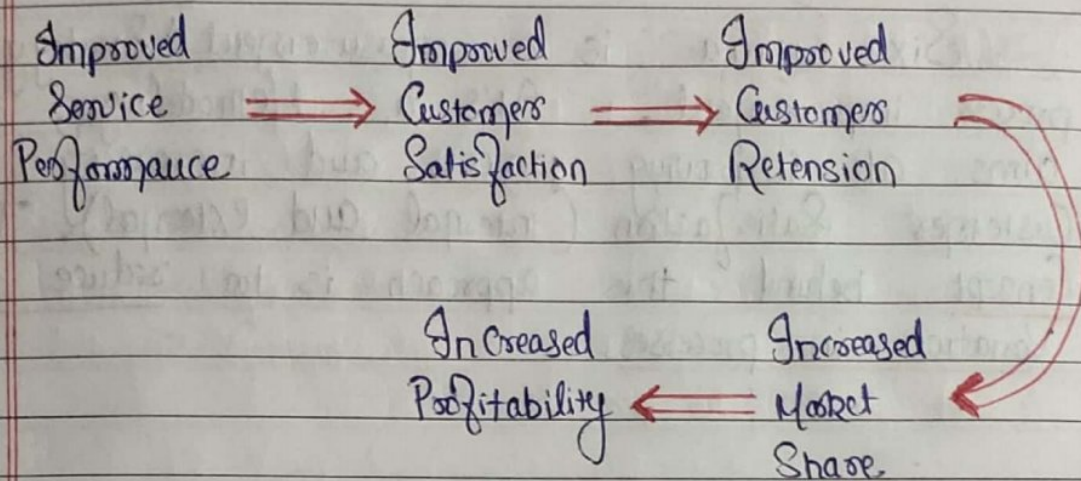 Improved Improved Improved
Service Customers Customers
Performance Satisfaction Retension
Increased Increased
Profitability Market
Share